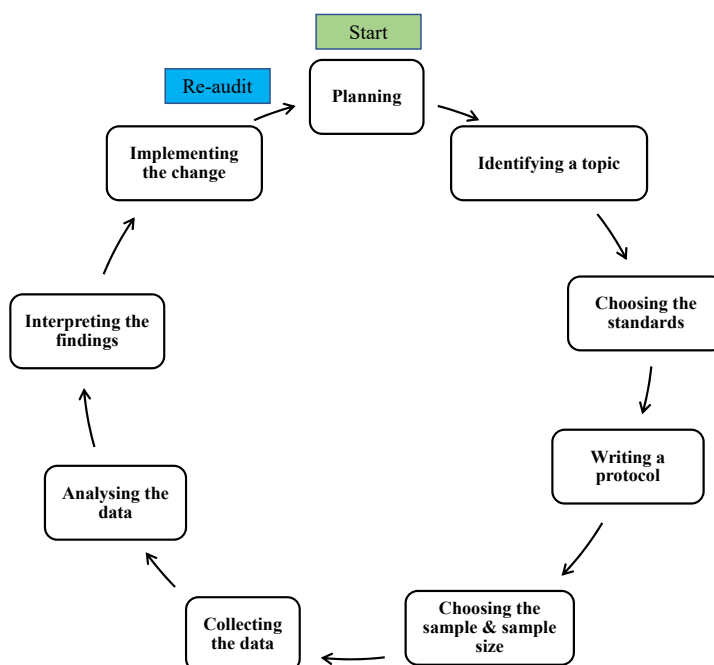 Start
Planning
Identifying a topic
Choosing the
standards
Writing a
protocol
Choosing the
sample & sample
size
Collecting
the data
Analysing the
data
Interpreting the
findings
Implementing
the change
Re-audit